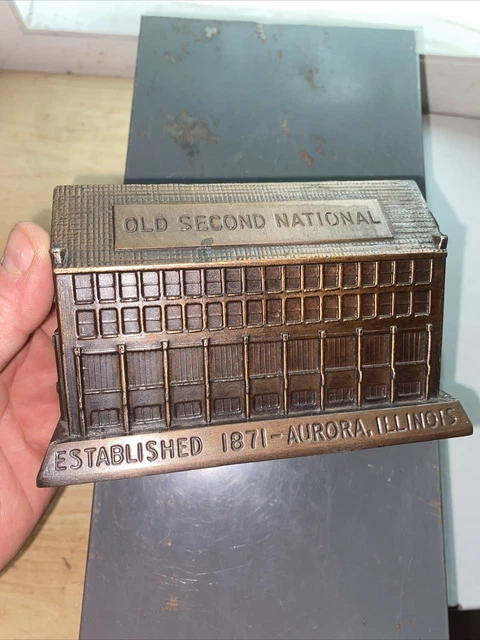 OLD SECOND NATIONAL
ESTABLISHED 1871-AURORA, ILLINOIS